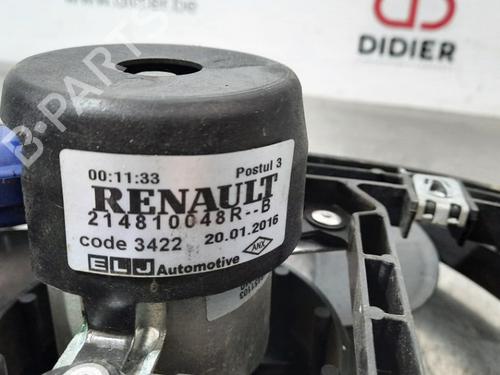 DIDIER
B-PARTS
00:11:33 Postul 3
RENAULT
214810048R--B
code 3422 20.01.2016
ELJ Automotive
ANX